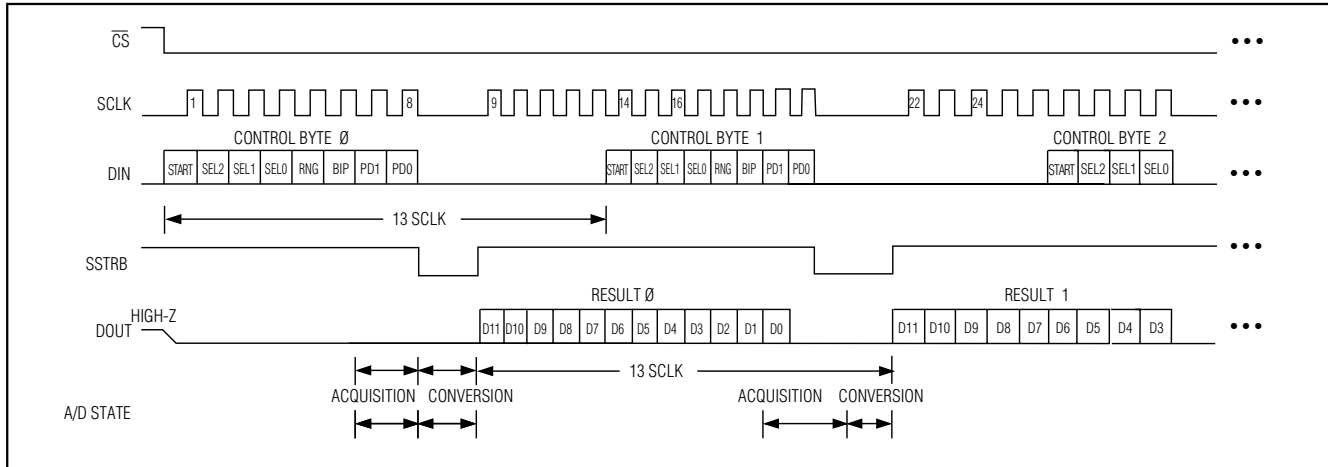 CS
•••
SCLK
1 8 9 14 16 22 24
•••
CONTROL BYTE Ø CONTROL BYTE 1 CONTROL BYTE 2
DIN
START SEL2 SEL1 SEL0 RNG BIP PD1 PD0
START SEL2 SEL1 SEL0 RNG BIP PD1 PD0
START SEL2 SEL1 SEL0
•••
13 SCLK
SSTRB
•••
RESULT Ø RESULT 1
HIGH-Z
DOUT
D11 D10 D9 D8 D7 D6 D5 D4 D3 D2 D1 D0
D11 D10 D9 D8 D7 D6 D5 D4 D3
•••
13 SCLK
A/D STATE
ACQUISITION CONVERSION
ACQUISITION CONVERSION